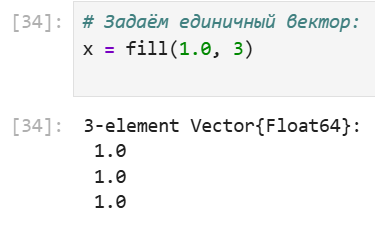 [34]: # Задаём единичный вектор:
x = fill(1.0, 3)
[34]: 3-element Vector{Float64}:
1.0
1.0
1.0